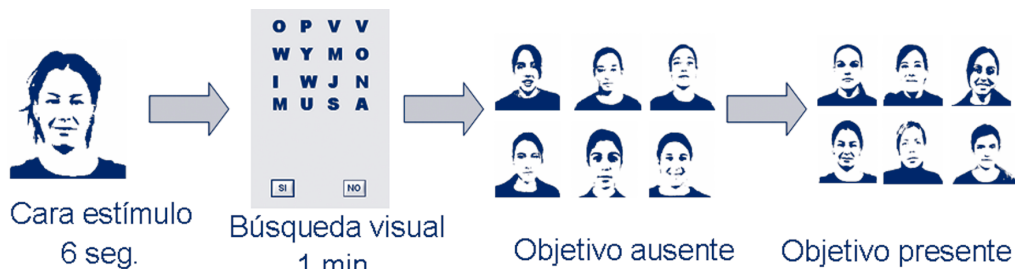 Cara estímulo
6 seg.
O P V V
W Y M O
I W J N
M U S A
SI NO
Búsqueda visual
1 min
Objetivo ausente
Objetivo presente